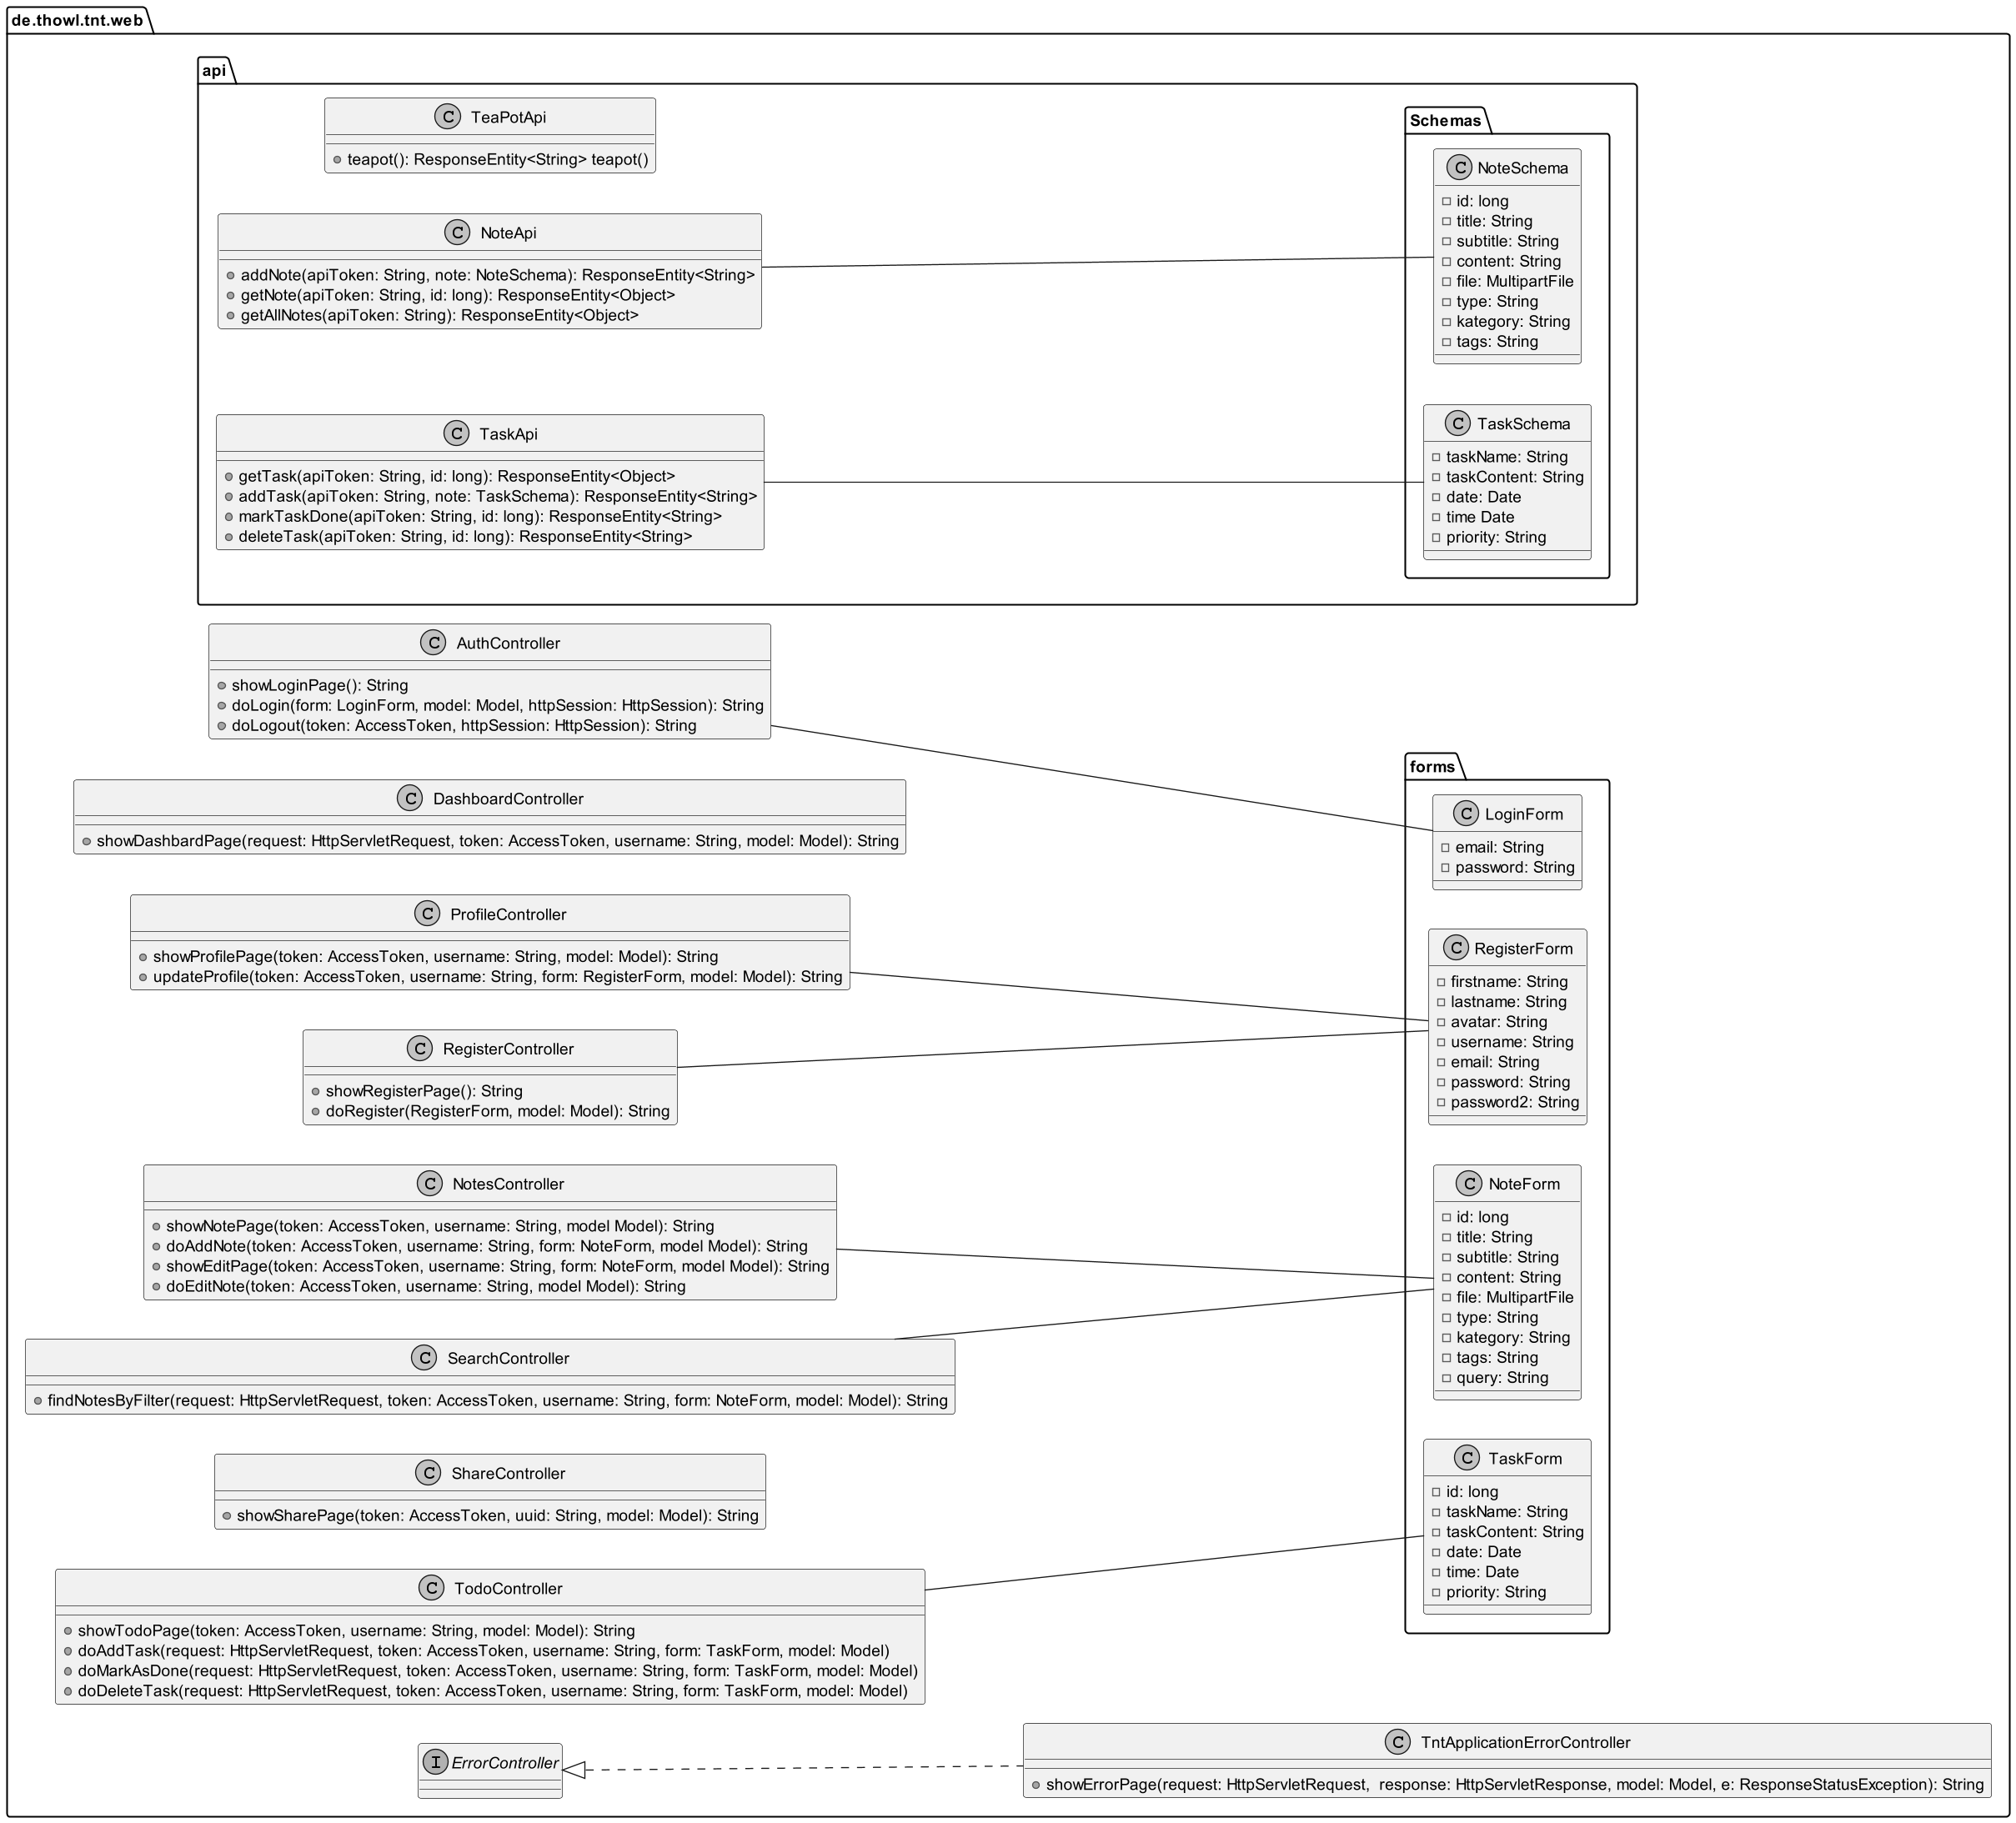 de.thowl.tnt.web
api
TeaPotApi
teapot(): ResponseEntity<String> teapot()
NoteApi
addNote(apiToken: String, note: NoteSchema): ResponseEntity<String>
getNote(apiToken: String, id: long): ResponseEntity<Object>
getAllNotes(apiToken: String): ResponseEntity<Object>
TaskApi
getTask(apiToken: String, id: long): ResponseEntity<Object>
addTask(apiToken: String, note: TaskSchema): ResponseEntity<String>
markTaskDone(apiToken: String, id: long): ResponseEntity<String>
deleteTask(apiToken: String, id: long): ResponseEntity<String>
Schemas
NoteSchema
id: long
title: String
subtitle: String
content: String
file: MultipartFile
type: String
kategory: String
tags: String
TaskSchema
taskName: String
taskContent: String
date: Date
time Date
priority: String
AuthController
showLoginPage(): String
doLogin(form: LoginForm, model: Model, httpSession: HttpSession): String
doLogout(token: AccessToken, httpSession: HttpSession): String
DashboardController
showDashbardPage(request: HttpServletRequest, token: AccessToken, username: String, model: Model): String
ProfileController
showProfilePage(token: AccessToken, username: String, model: Model): String
updateProfile(token: AccessToken, username: String, form: RegisterForm, model: Model): String
RegisterController
showRegisterPage(): String
doRegister(RegisterForm, model: Model): String
NotesController
showNotePage(token: AccessToken, username: String, model Model): String
doAddNote(token: AccessToken, username: String, form: NoteForm, model Model): String
showEditPage(token: AccessToken, username: String, form: NoteForm, model Model): String
doEditNote(token: AccessToken, username: String, model Model): String
SearchController
findNotesByFilter(request: HttpServletRequest, token: AccessToken, username: String, form: NoteForm, model: Model): String
ShareController
showSharePage(token: AccessToken, uuid: String, model: Model): String
TodoController
showTodoPage(token: AccessToken, username: String, model: Model): String
doAddTask(request: HttpServletRequest, token: AccessToken, username: String, form: TaskForm, model: Model)
doMarkAsDone(request: HttpServletRequest, token: AccessToken, username: String, form: TaskForm, model: Model)
doDeleteTask(request: HttpServletRequest, token: AccessToken, username: String, form: TaskForm, model: Model)
forms
LoginForm
email: String
password: String
RegisterForm
firstname: String
lastname: String
avatar: String
username: String
email: String
password: String
password2: String
NoteForm
id: long
title: String
subtitle: String
content: String
file: MultipartFile
type: String
kategory: String
tags: String
query: String
TaskForm
id: long
taskName: String
taskContent: String
date: Date
time: Date
priority: String
ErrorController
TntApplicationErrorController
showErrorPage(request: HttpServletRequest,  response: HttpServletResponse, model: Model, e: ResponseStatusException): String